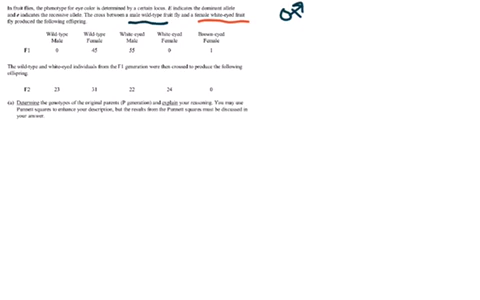 In fruit flies, the phenotype for eye color is determined by a certain locus. E indicates the dominant allele
and e indicates the recessive allele. The cross between a male wild-type fruit fly and a female white-eyed fruit
fly produced the following offspring.
Wild-type Male Wild-type Female White-eyed Male White-eyed Female Brown-eyed Female
F1 0 45 55 0 1
The wild-type and white-eyed individuals from the F1 generation were then crossed to produce the following
offspring.
F2 23 31 22 24 0
(a) Determine the genotypes of the original parents (P generation) and explain your reasoning. You may use
Punnett squares to enhance your description, but the results from the Punnett squares must be discussed in
your answer.